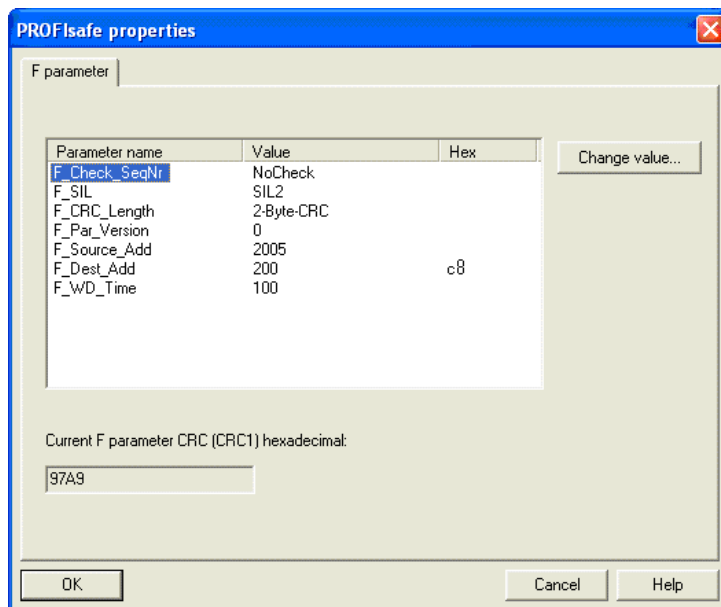 PROFIsafe properties
F parameter
Parameter name Value Hex
Change value...
F_Check_SeqNr NoCheck
F_SIL SIL2
F_CRC_Length 2-Byte-CRC
F_Par_Version 0
F_Source_Add 2005
F_Dest_Add 200 c8
F_WD_Time 100
Current F parameter CRC (CRC1) hexadecimal:
97A9
OK Cancel Help